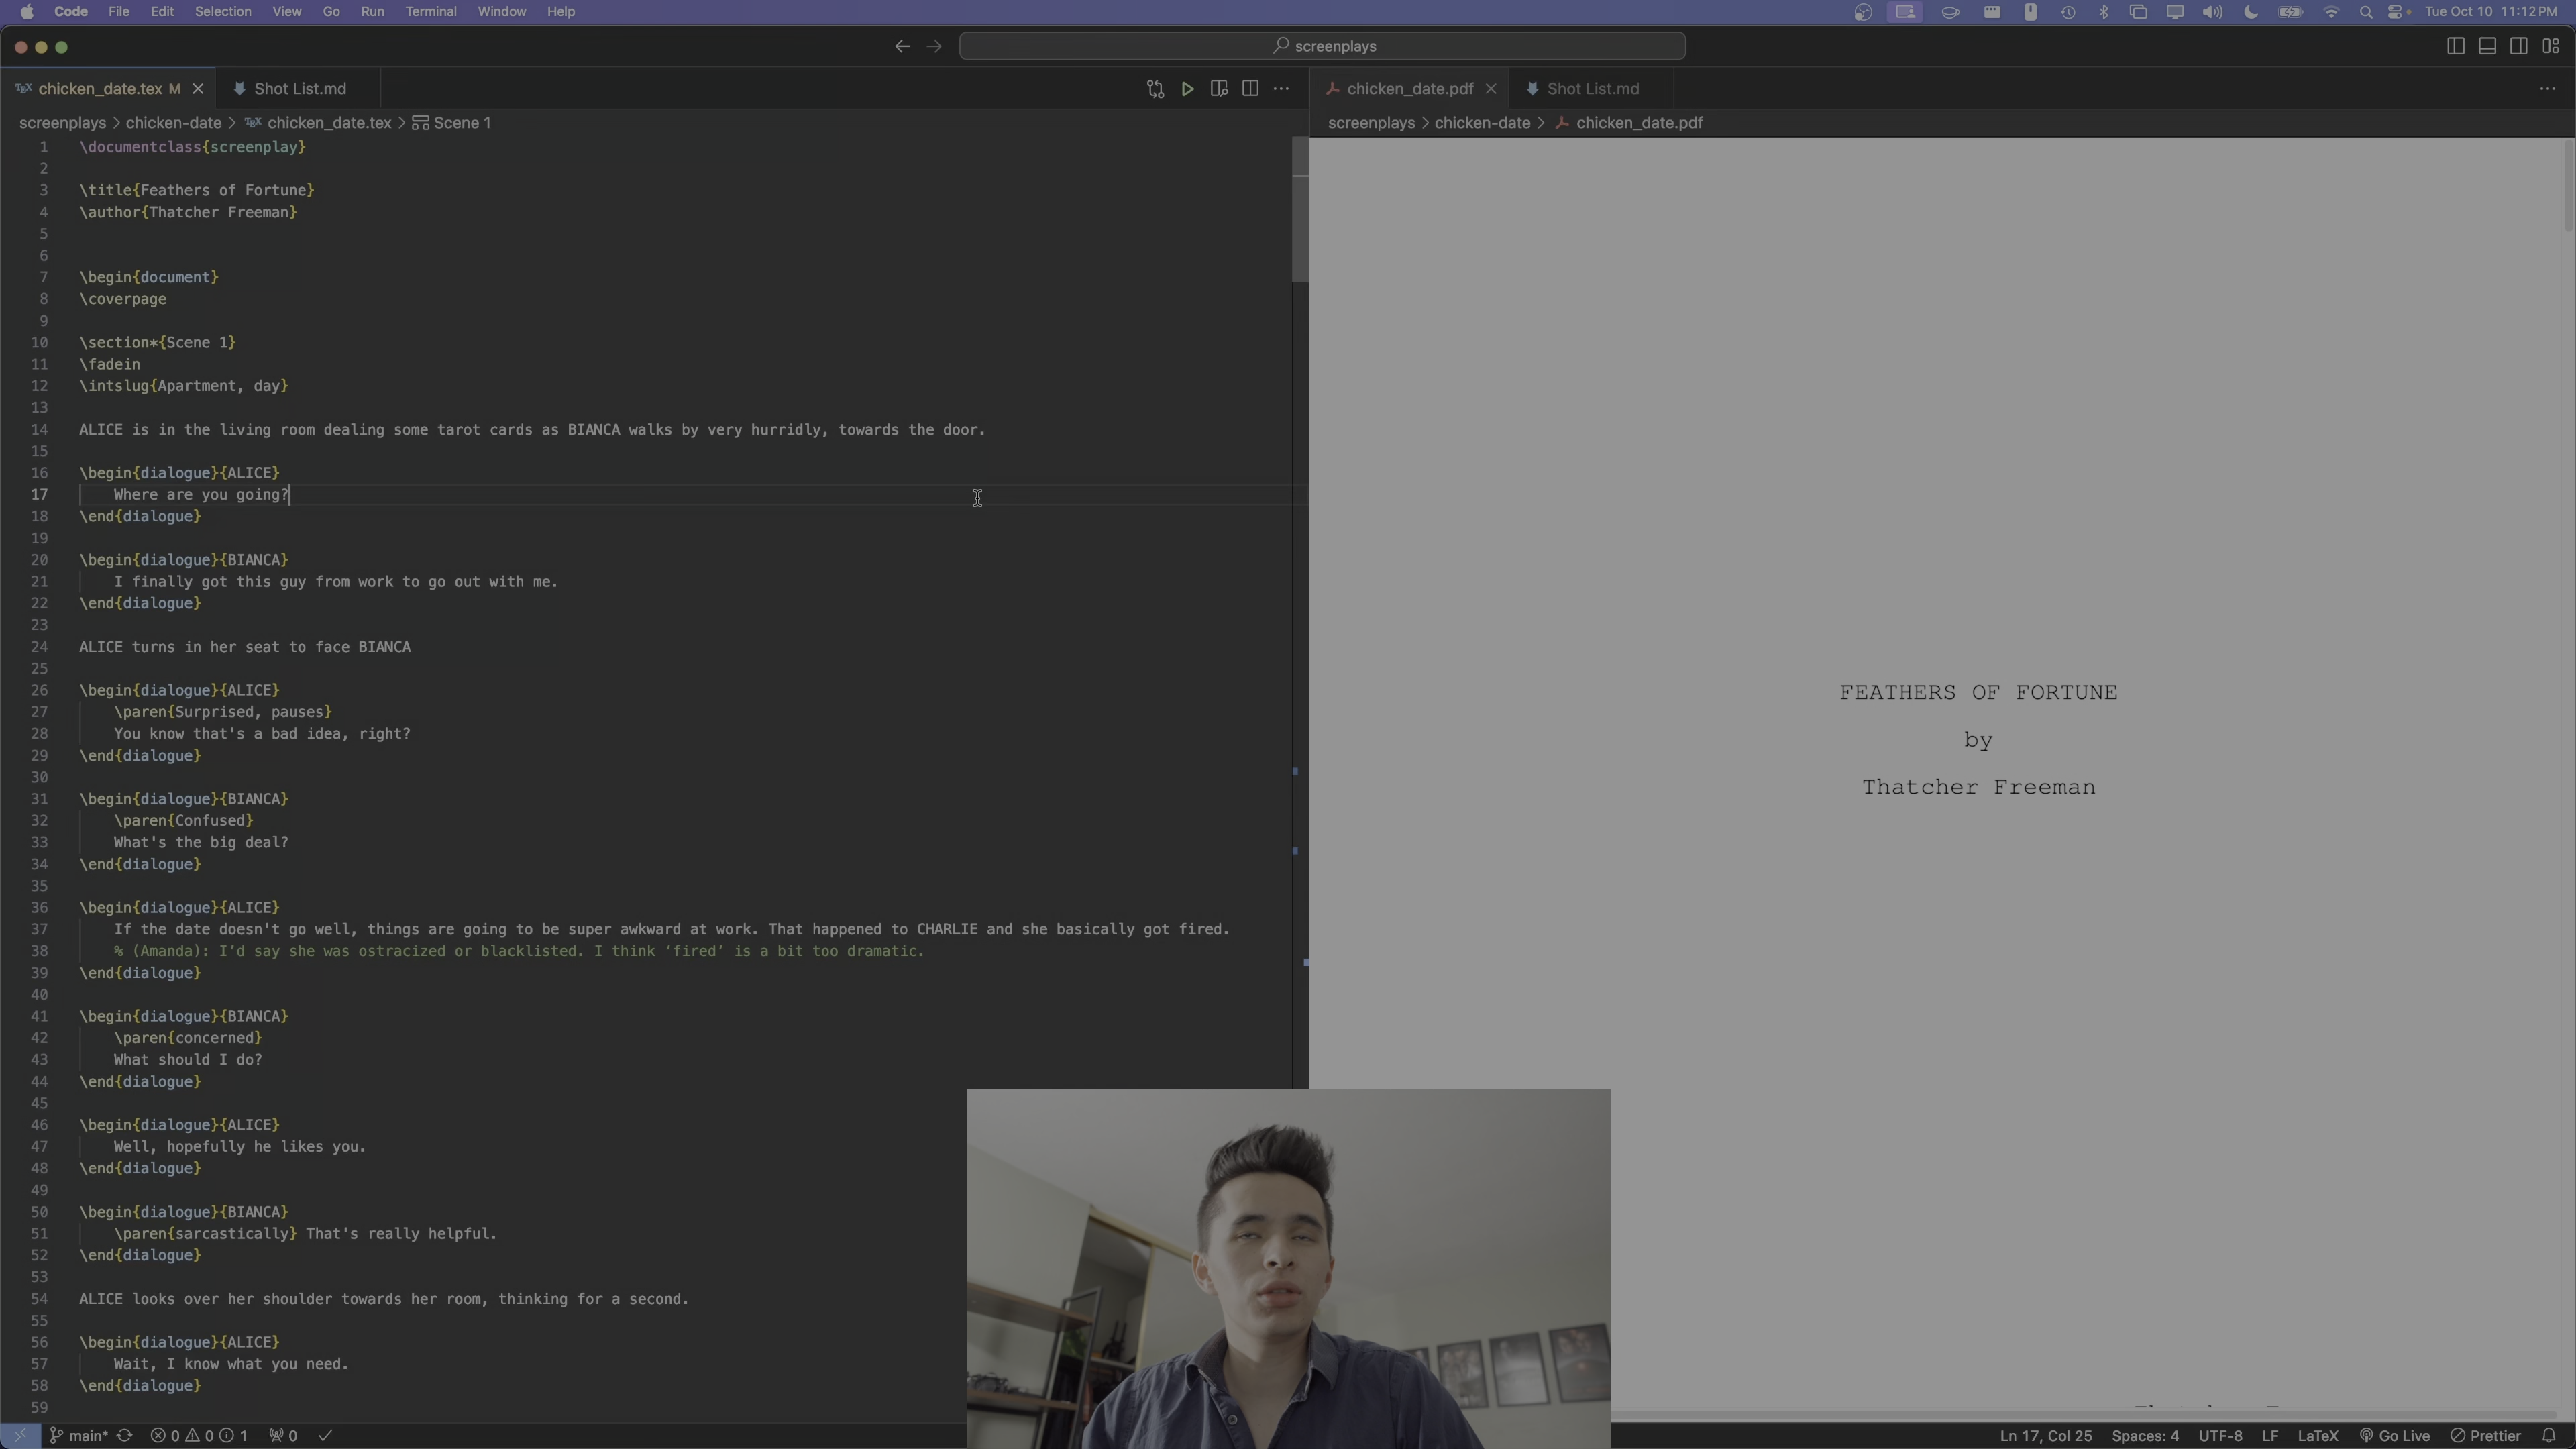 Code File Edit Selection View Go Run Terminal Window Help
Tue Oct 10 11:12 PM
screenplays
chicken_date.tex M
Shot List.md
chicken_date.pdf
Shot List.md
screenplays > chicken-date > chicken_date.tex > Scene 1
screenplays > chicken-date > chicken_date.pdf
1 \documentclass{screenplay}
2
3 \title{Feathers of Fortune}
4 \author{Thatcher Freeman}
5
6
7 \begin{document}
8 \coverpage
9
10 \section*{Scene 1}
11 \fadein
12 \intslug{Apartment, day}
13
14 ALICE is in the living room dealing some tarot cards as BIANCA walks by very hurridly, towards the door.
15
16 \begin{dialogue}{ALICE}
17 Where are you going?
18 \end{dialogue}
19
20 \begin{dialogue}{BIANCA}
21 I finally got this guy from work to go out with me.
22 \end{dialogue}
23
24 ALICE turns in her seat to face BIANCA
25
26 \begin{dialogue}{ALICE}
27 \paren{Surprised, pauses}
28 You know that's a bad idea, right?
29 \end{dialogue}
30
31 \begin{dialogue}{BIANCA}
32 \paren{Confused}
33 What's the big deal?
34 \end{dialogue}
35
36 \begin{dialogue}{ALICE}
37 If the date doesn't go well, things are going to be super awkward at work. That happened to CHARLIE and she basically got fired.
38 % (Amanda): I’d say she was ostracized or blacklisted. I think ‘fired’ is a bit too dramatic.
39 \end{dialogue}
40
41 \begin{dialogue}{BIANCA}
42 \paren{concerned}
43 What should I do?
44 \end{dialogue}
45
46 \begin{dialogue}{ALICE}
47 Well, hopefully he likes you.
48 \end{dialogue}
49
50 \begin{dialogue}{BIANCA}
51 \paren{sarcastically} That's really helpful.
52 \end{dialogue}
53
54 ALICE looks over her shoulder towards her room, thinking for a second.
55
56 \begin{dialogue}{ALICE}
57 Wait, I know what you need.
58 \end{dialogue}
59
FEATHERS OF FORTUNE
by
Thatcher Freeman
main* 0 0 1 0
Ln 17, Col 25 Spaces: 4 UTF-8 LF LaTeX Go Live Prettier